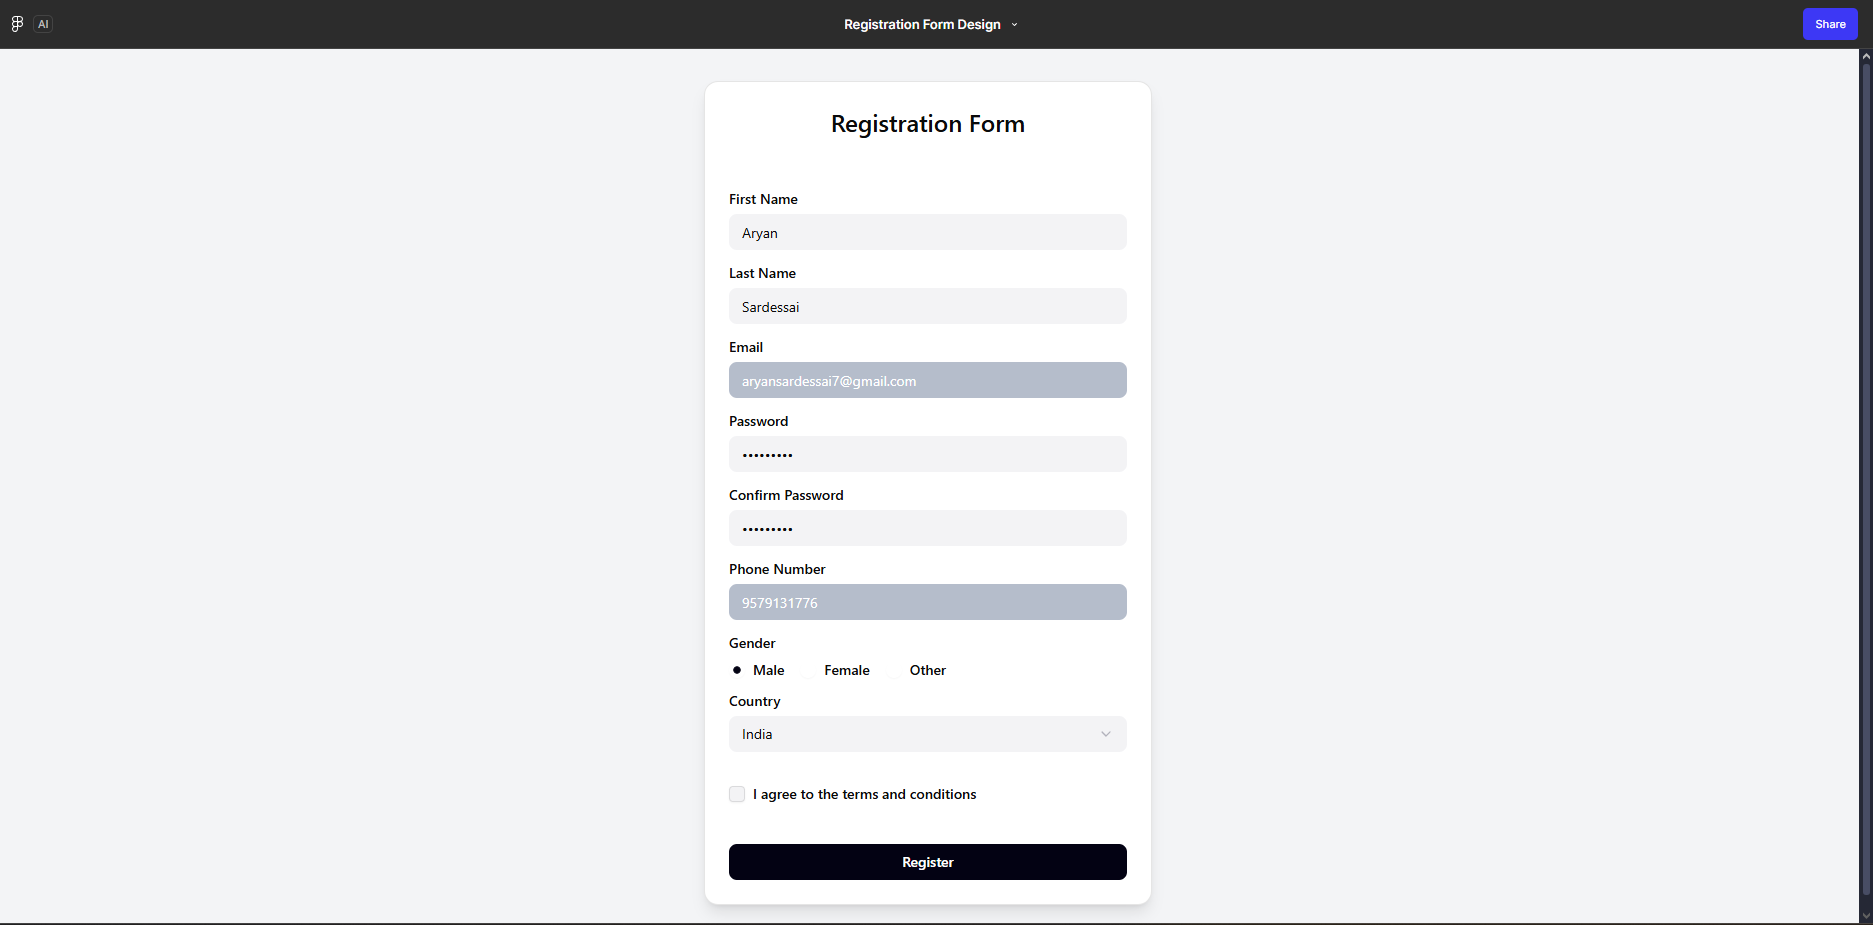 AI
Registration Form Design
Share
Registration Form
First Name
Aryan
Last Name
Sardessai
Email
aryansardessai7@gmail.com
Password
•••••••••
Confirm Password
•••••••••
Phone Number
9579131776
Gender
Male Female Other
Country
India
I agree to the terms and conditions
Register